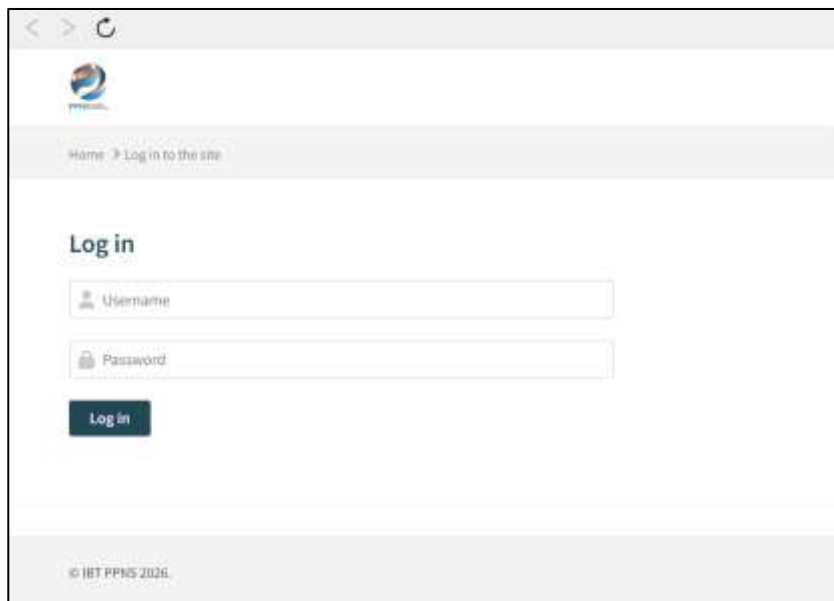 Home > Log in to the site
Log in
Username
Password
Log in
© IBT PPNS 2026.